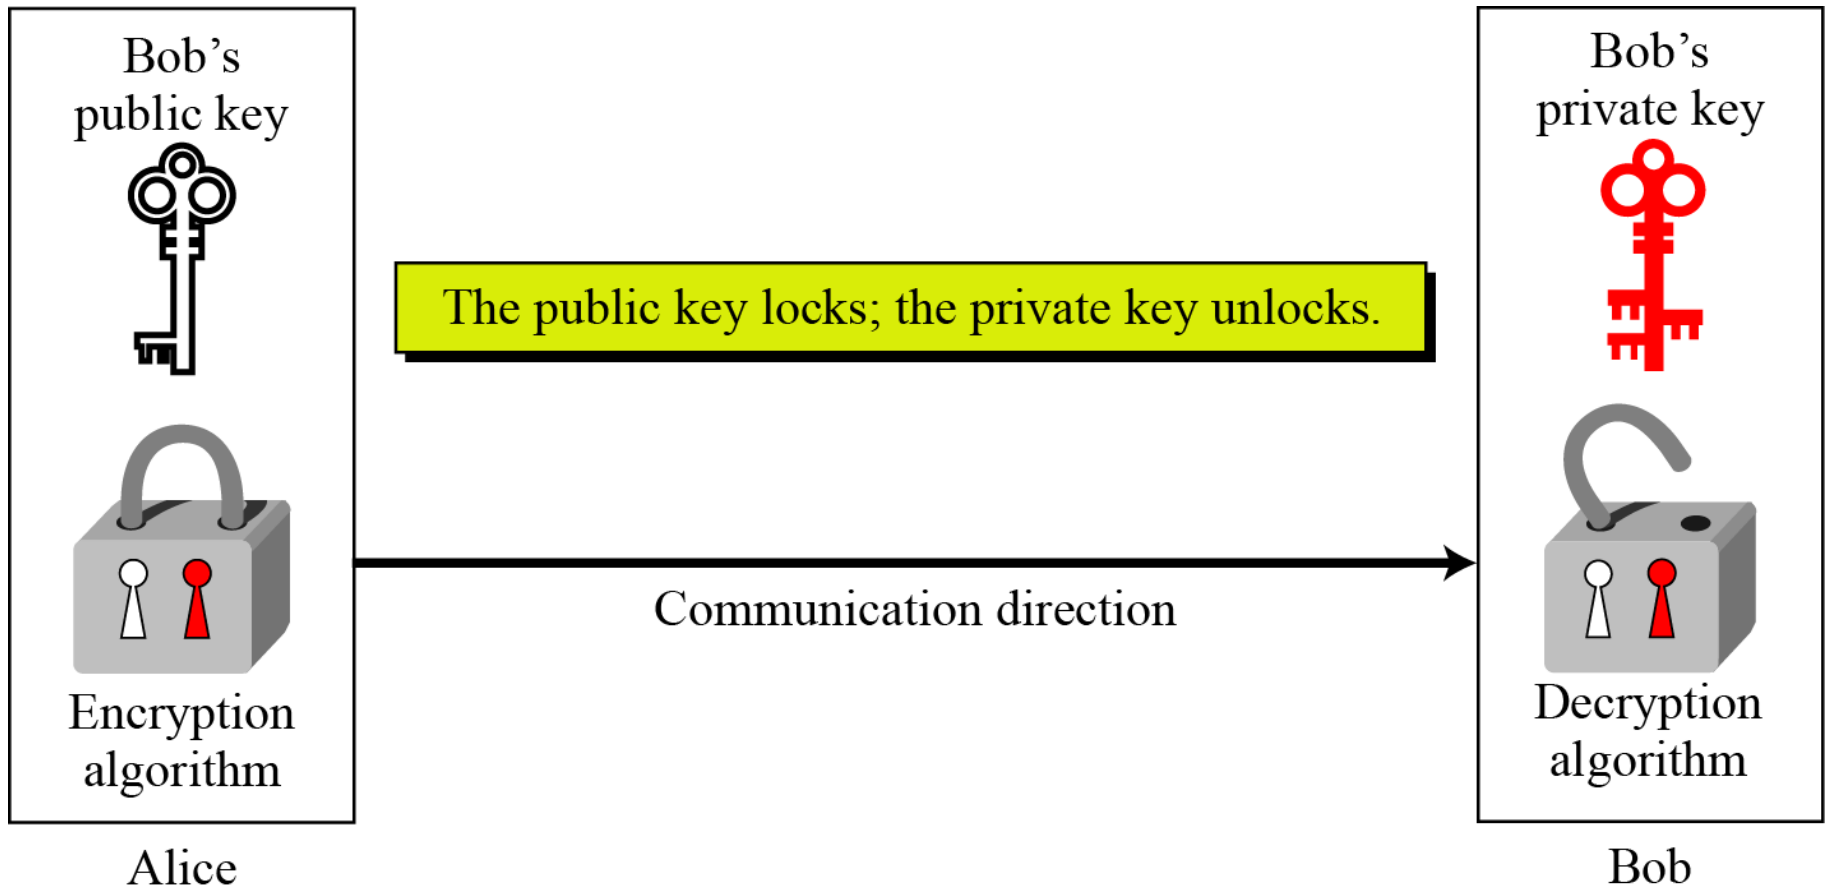 Bob’s
public key
Bob’s
private key
The public key locks; the private key unlocks.
Communication direction
Encryption
algorithm
Decryption
algorithm
Alice
Bob